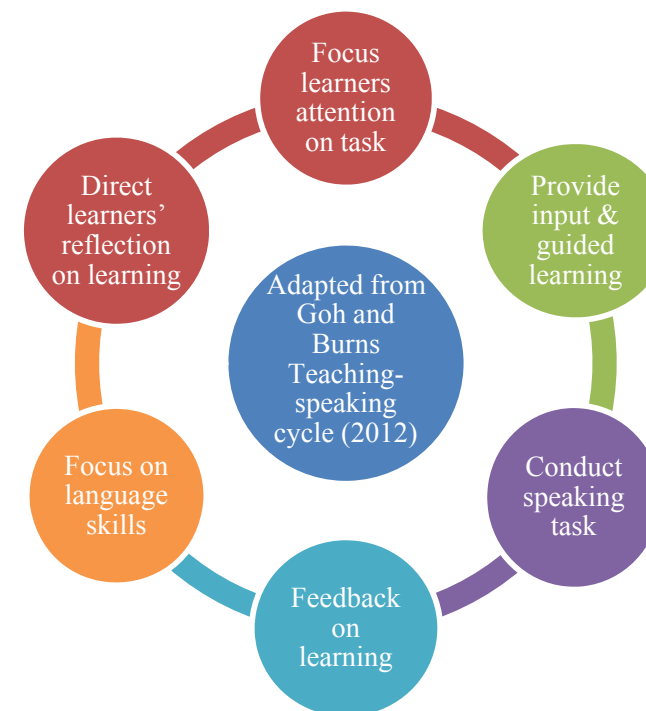 Focus
learners
attention
on task
Provide
input &
guided
learning
Conduct
speaking
task
Feedback
on
learning
Focus on
language
skills
Direct
learners’
reflection
on learning
Adapted from
Goh and
Burns
Teaching-
speaking
cycle (2012)